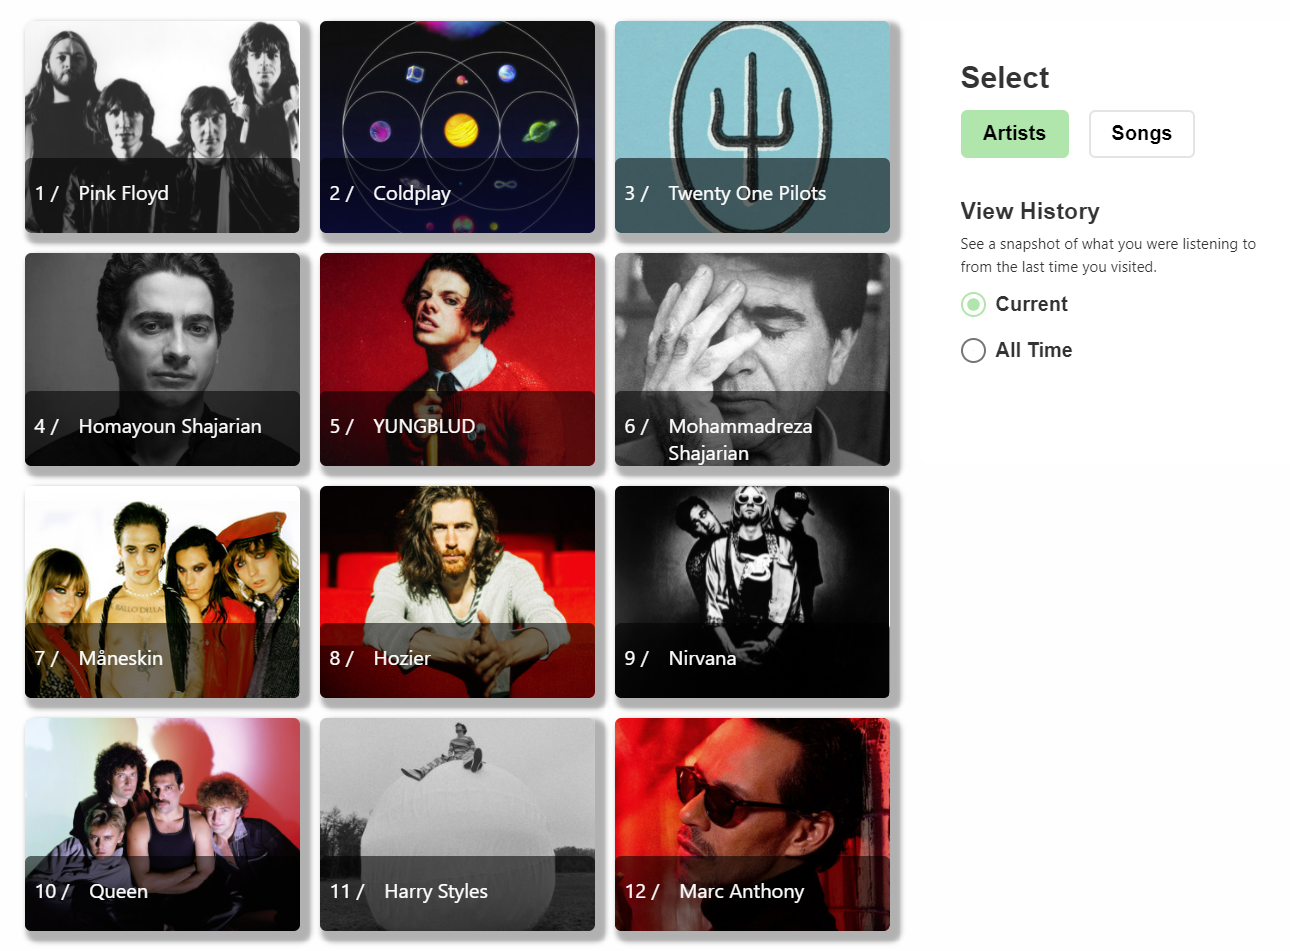 1 / Pink Floyd
2 / Coldplay
3 / Twenty One Pilots
4 / Homayoun Shajarian
5 / YUNGBLUD
6 / Mohammadreza
Shajarian
7 / Måneskin
BALLO DELLA
8 / Hozier
9 / Nirvana
10 / Queen
11 / Harry Styles
12 / Marc Anthony
Select
Artists
Songs
View History
See a snapshot of what you were listening to
from the last time you visited.
Current
All Time